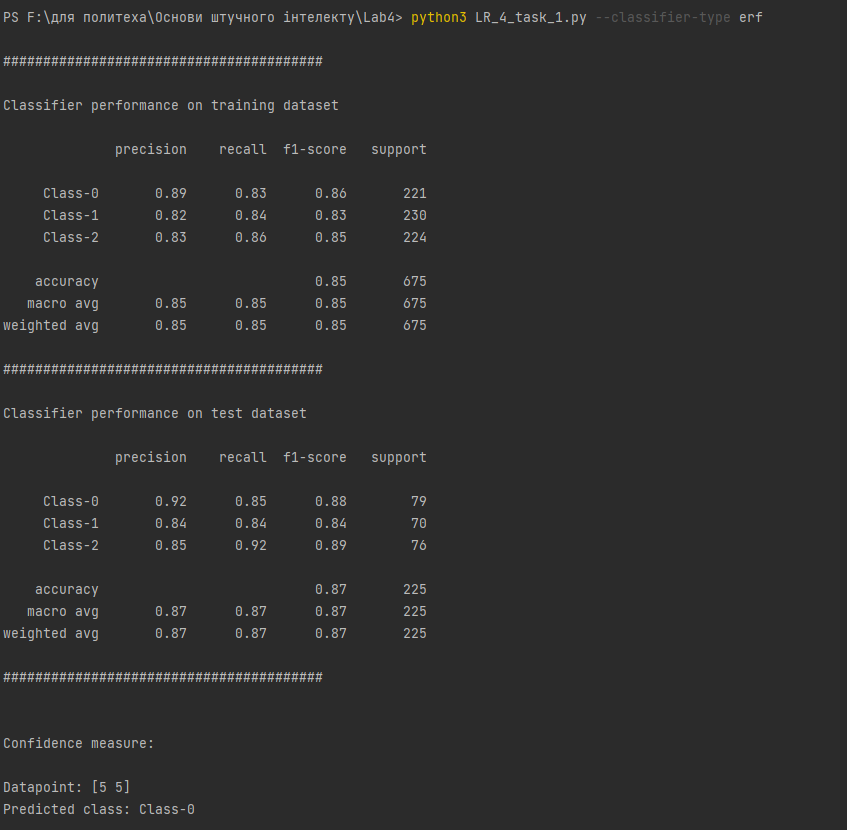 PS F:\для политеха\Основи штучного інтелекту\Lab4> python3 LR_4_task_1.py --classifier-type erf
########################################
Classifier performance on training dataset
precision recall f1-score support
Class-0 0.89 0.83 0.86 221
Class-1 0.82 0.84 0.83 230
Class-2 0.83 0.86 0.85 224
accuracy 0.85 675
macro avg 0.85 0.85 0.85 675
weighted avg 0.85 0.85 0.85 675
########################################
Classifier performance on test dataset
precision recall f1-score support
Class-0 0.92 0.85 0.88 79
Class-1 0.84 0.84 0.84 70
Class-2 0.85 0.92 0.89 76
accuracy 0.87 225
macro avg 0.87 0.87 0.87 225
weighted avg 0.87 0.87 0.87 225
########################################
Confidence measure:
Datapoint: [5 5]
Predicted class: Class-0